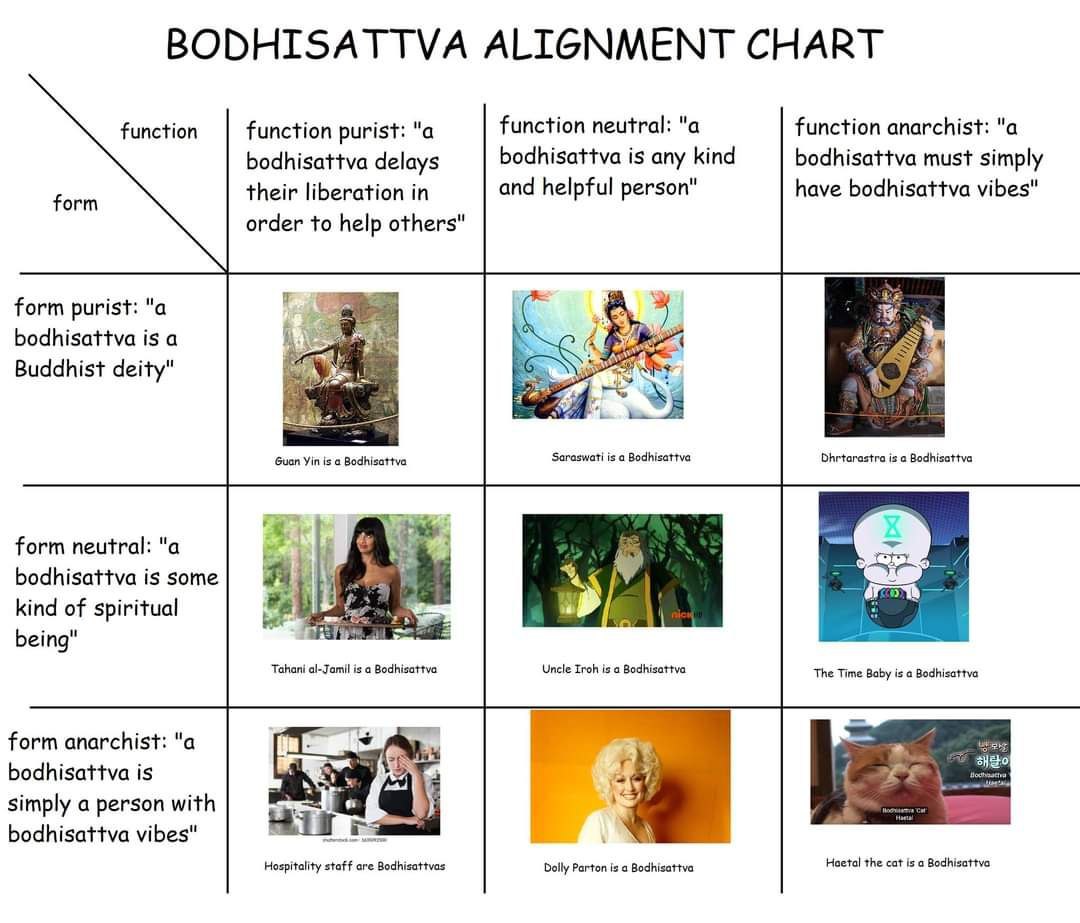 BODHISATTVA ALIGNMENT CHART
function
form
function purist: "a
bodhisattva delays
their liberation in
order to help others"
function neutral: "a
bodhisattva is any kind
and helpful person"
function anarchist: "a
bodhisattva must simply
have bodhisattva vibes"
form purist: "a
bodhisattva is a
Buddhist deity"
Guan Yin is a Bodhisattva
Saraswati is a Bodhisattva
Dhrtarastra is a Bodhisattva
form neutral: "a
bodhisattva is some
kind of spiritual
being"
nick
Tahani al-Jamil is a Bodhisattva
Uncle Iroh is a Bodhisattva
The Time Baby is a Bodhisattva
form anarchist: "a
bodhisattva is
simply a person with
bodhisattva vibes"
Bodhisattva
Bodhisattva 'Cat'
Haetal
Hospitality staff are Bodhisattvas
Dolly Parton is a Bodhisattva
Haetal the cat is a Bodhisattva